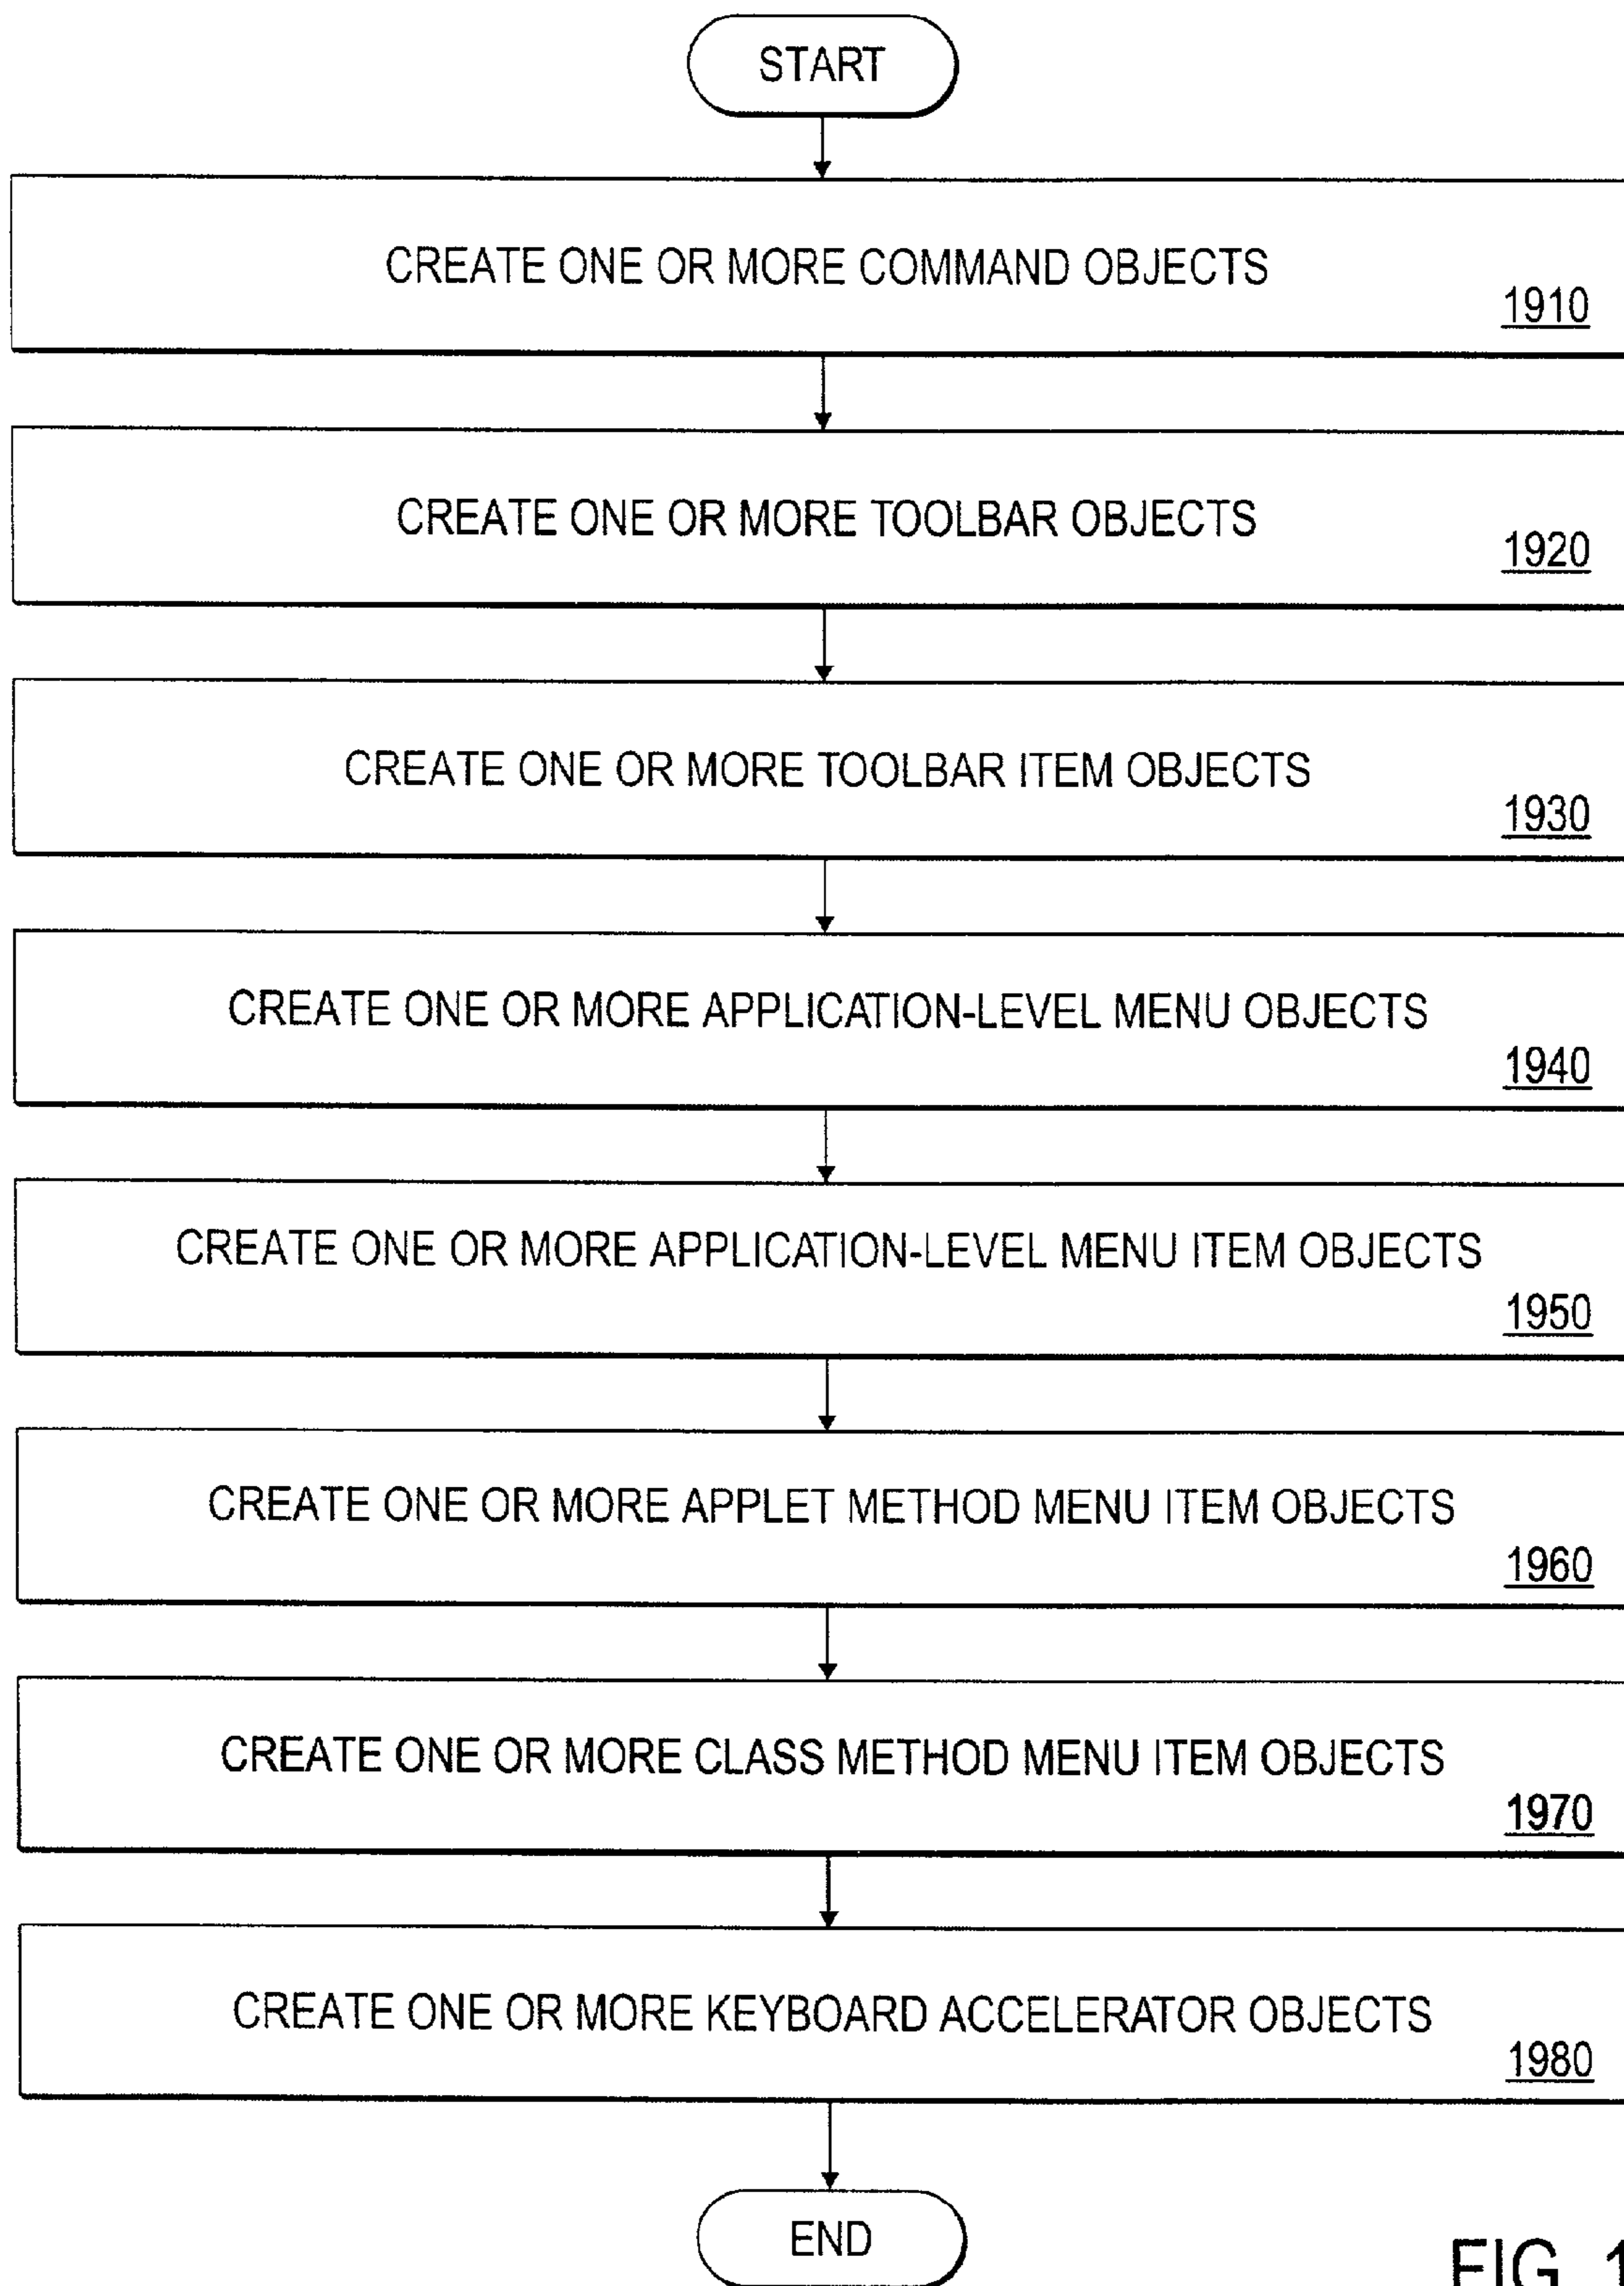 START
CREATE ONE OR MORE COMMAND OBJECTS
1910
CREATE ONE OR MORE TOOLBAR OBJECTS
1920
CREATE ONE OR MORE TOOLBAR ITEM OBJECTS
1930
CREATE ONE OR MORE APPLICATION-LEVEL MENU OBJECTS
1940
CREATE ONE OR MORE APPLICATION-LEVEL MENU ITEM OBJECTS
1950
CREATE ONE OR MORE APPLET METHOD MENU ITEM OBJECTS
1960
CREATE ONE OR MORE CLASS METHOD MENU ITEM OBJECTS
1970
CREATE ONE OR MORE KEYBOARD ACCELERATOR OBJECTS
1980
END
FIG. 1